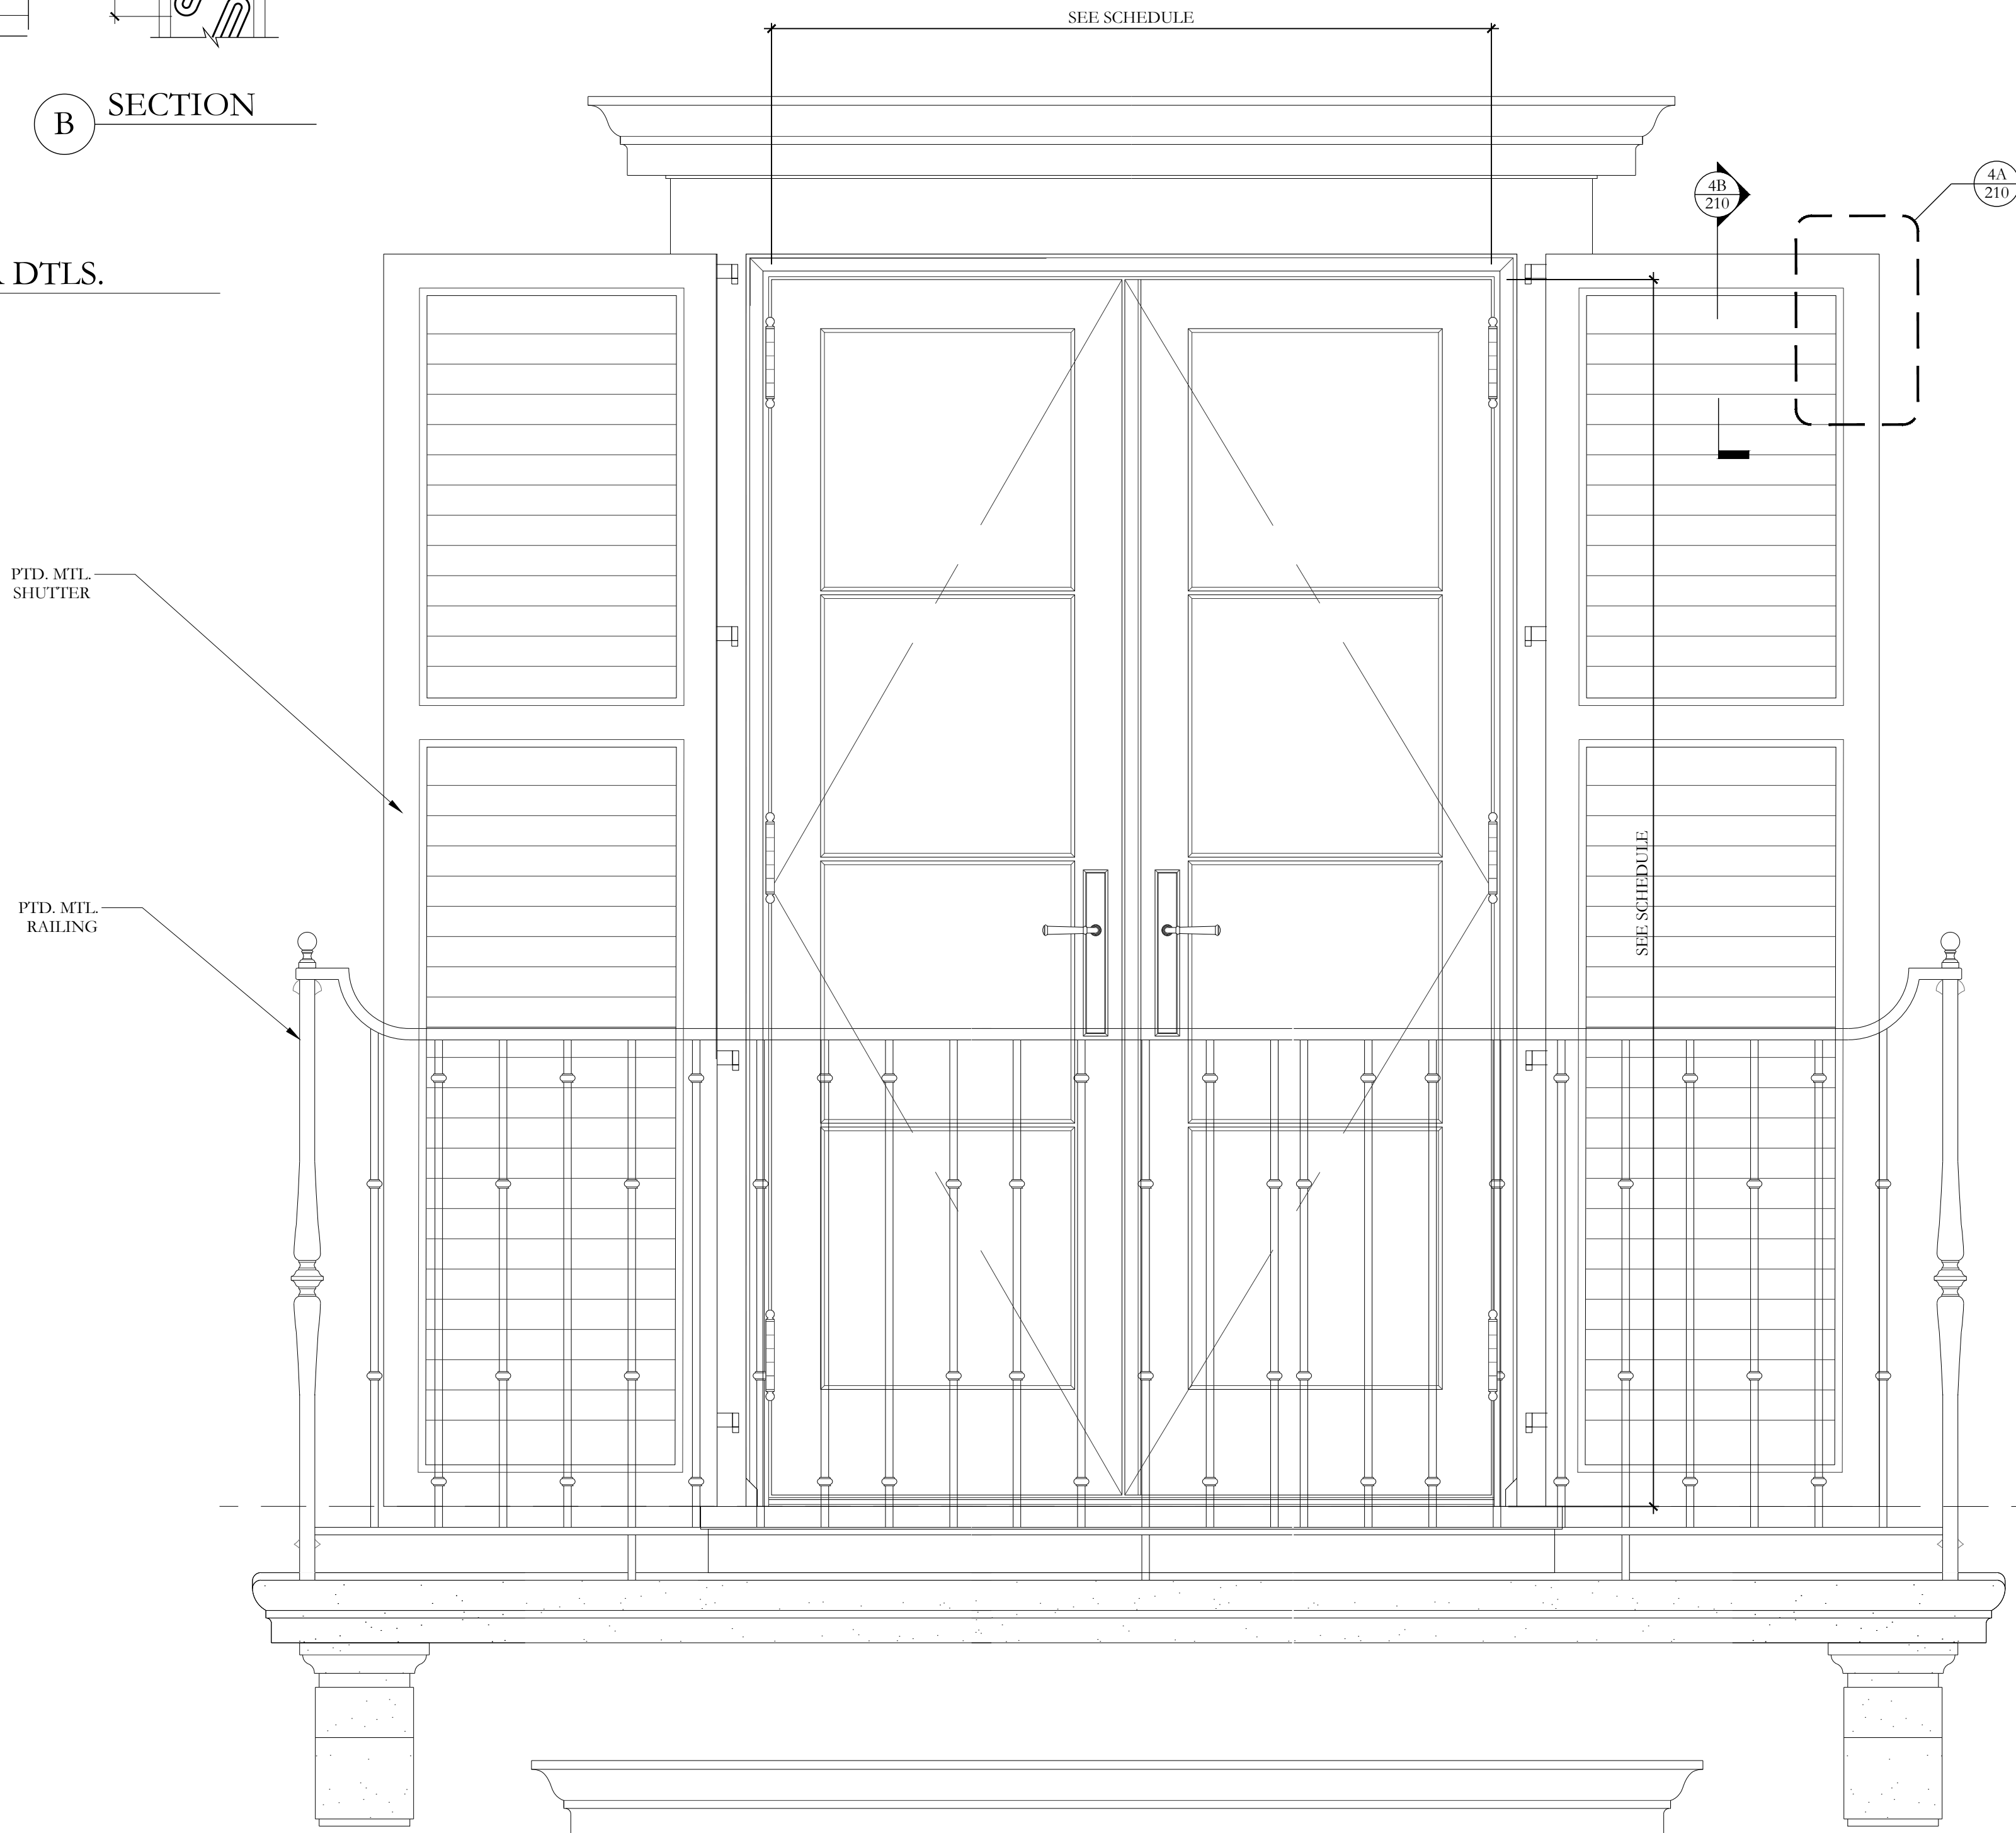 SEE SCHEDULE
B SECTION
4B
210
4A
210
DTLS.
PTD. MTL.
SHUTTER
SEE SCHEDULE
PTD. MTL.
RAILING